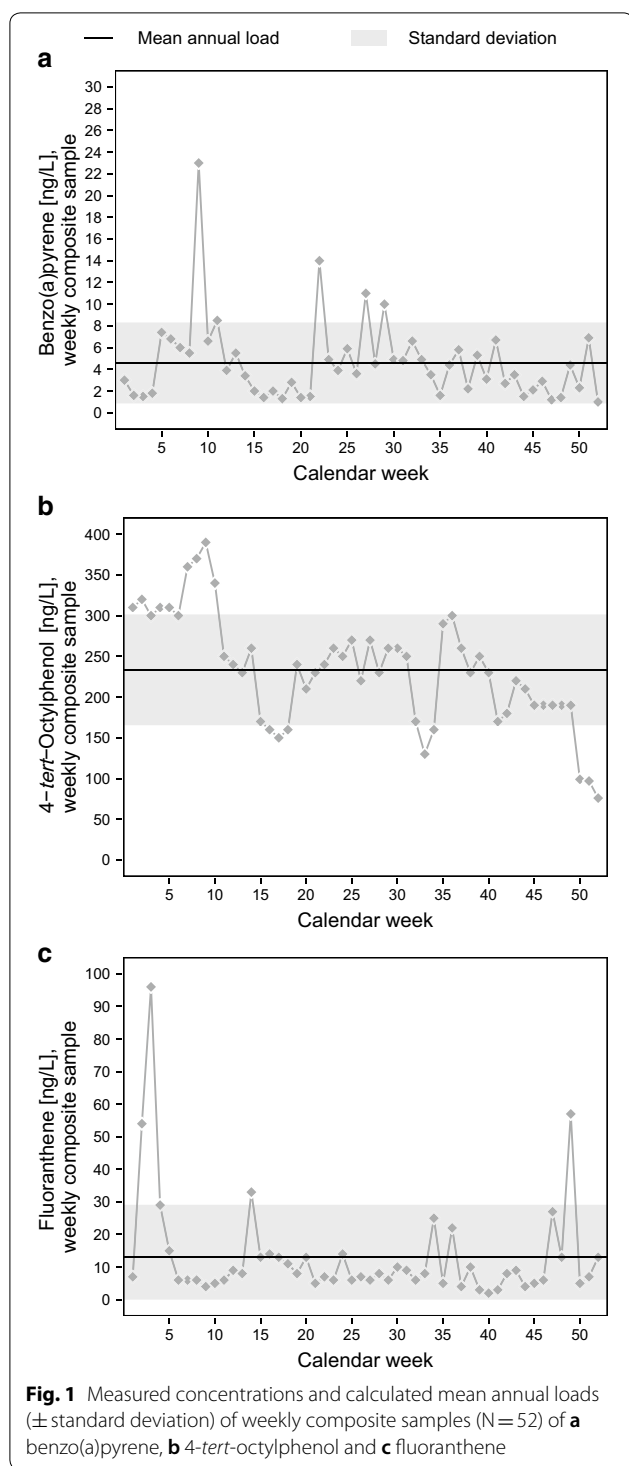 Mean annual load Standard deviation
a
30
28
26
24
22
20
18
16
14
12
10
8
6
4
2
0
Benzo(a)pyrene [ng/L],
weekly composite sample
5 10 15 20 25 30 35 40 45 50
Calendar week
b
400
350
300
250
200
150
100
50
0
4−tert−Octylphenol [ng/L],
weekly composite sample
5 10 15 20 25 30 35 40 45 50
Calendar week
c
100
90
80
70
60
50
40
30
20
10
0
Fluoranthene [ng/L],
weekly composite sample
5 10 15 20 25 30 35 40 45 50
Calendar week
Fig. 1 Measured concentrations and calculated mean annual loads
(± standard deviation) of weekly composite samples (N = 52) of a
benzo(a)pyrene, b 4-tert-octylphenol and c fluoranthene